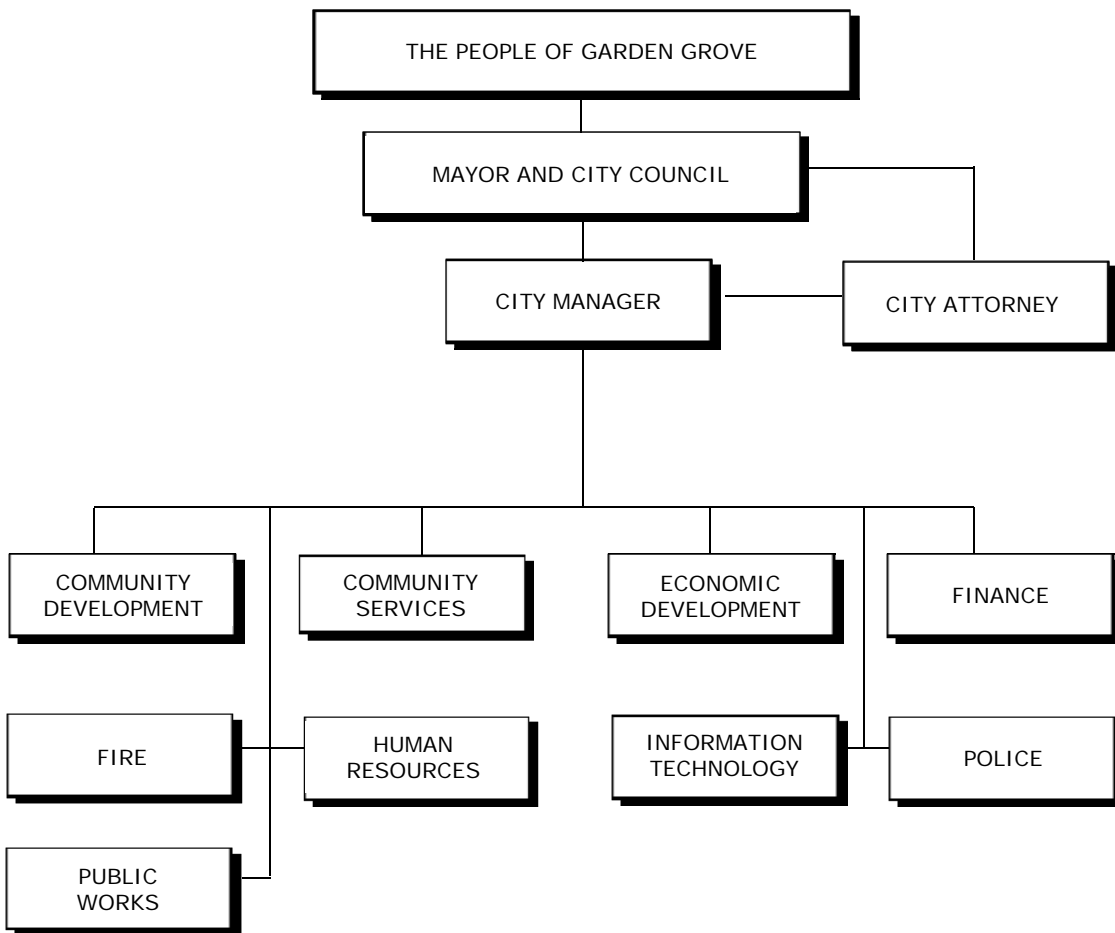 THE PEOPLE OF GARDEN GROVE
MAYOR AND CITY COUNCIL
CITY MANAGER
CITY ATTORNEY
COMMUNITY
DEVELOPMENT
COMMUNITY
SERVICES
ECONOMIC
DEVELOPMENT
FINANCE
FIRE
HUMAN
RESOURCES
INFORMATION
TECHNOLOGY
POLICE
PUBLIC
WORKS